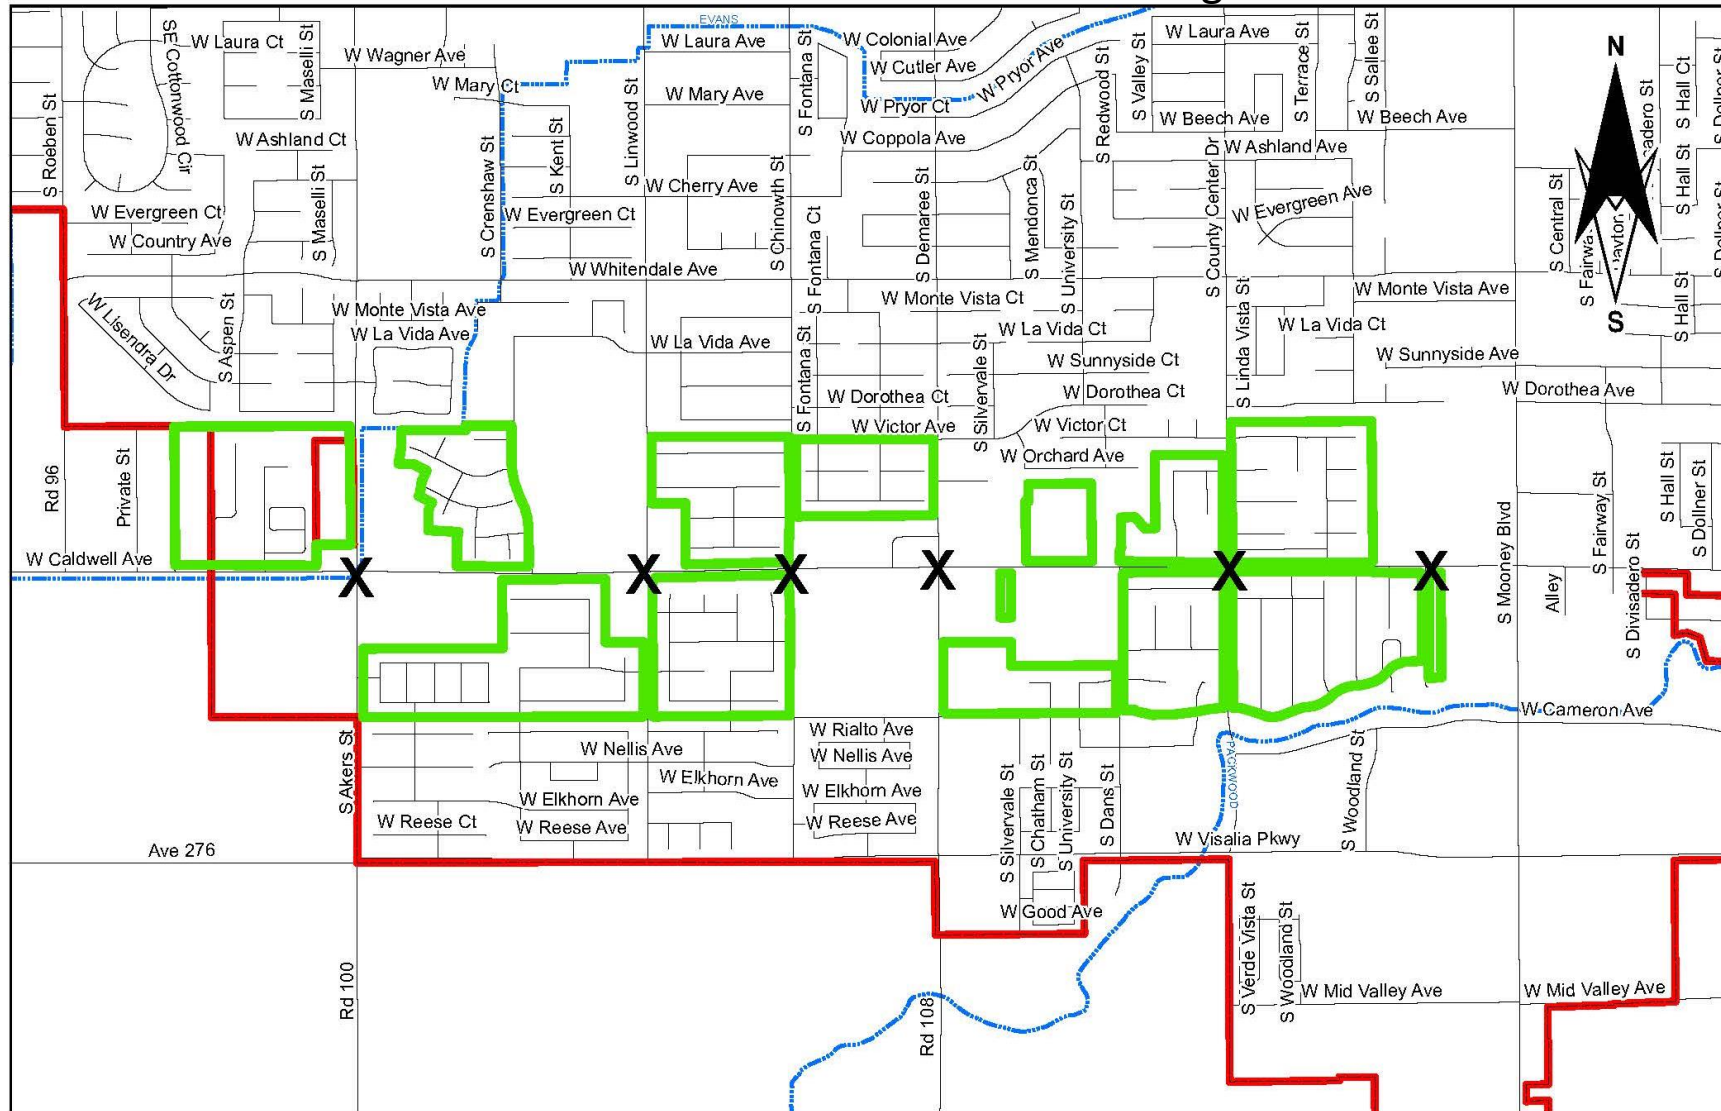 EVANS
W Laura Ct
W Wagner Ave
W Laura Ave
W Colonial Ave
W Laura Ave
SE Cottonwood Cir
S Maselli St
S Fontana St
W Cutler Ave
W Pryor Ave
S Redwood St
S Valley St
S Terrace St
S Sallee St
N
S Hall Ct
S Dollner St
W Mary Ct
W Mary Ave
W Pryor Ct
W Beech Ave
W Beech Ave
S Roeben St
W Ashland Ct
S Crenshaw St
S Kent St
S Linwood St
W Coppola Ave
W Ashland Ave
S Maselli St
W Cherry Ave
S Chinowth St
S Demaree St
S Mendonca St
S University St
S County Center Dr
W Evergreen Ave
S Central St
S Hall St
W Evergreen Ct
W Country Ave
W Evergreen Ct
S Fontana Ct
W Whitendale Ave
S Dollner St
W Lisendra Dr
S Aspen St
W Monte Vista Ave
W La Vida Ave
W La Vida Ave
W Monte Vista Ct
W La Vida Ct
S Linda Vista St
W Monte Vista Ave
W La Vida Ct
S
S Hall St
S Fontana St
S Silvervale St
W Sunnyside Ct
W Sunnyside Ave
W Dorothea Ct
W Dorothea Ct
W Dorothea Ave
W Victor Ave
W Victor Ct
W Orchard Ave
Rd 96
Private St
S Mooney Blvd
S Fairway St
S Hall St
S Dollner St
W Caldwell Ave
X
X
X
X
X
X
Alley
S Divisadero St
S Akers St
W Nellis Ave
W Rialto Ave
W Nellis Ave
W Cameron Ave
PACKWOOD
W Elkhorn Ave
W Elkhorn Ave
W Elkhorn Ave
W Reese Ct
W Reese Ave
W Reese Ave
S Silvervale St
S Chatham St
S University St
S Dans St
S Woodland St
Ave 276
W Visalia Pkwy
W Good Ave
S Verde Vista St
S Woodland St
Rd 100
Rd 108
W Mid Valley Ave
W Mid Valley Ave